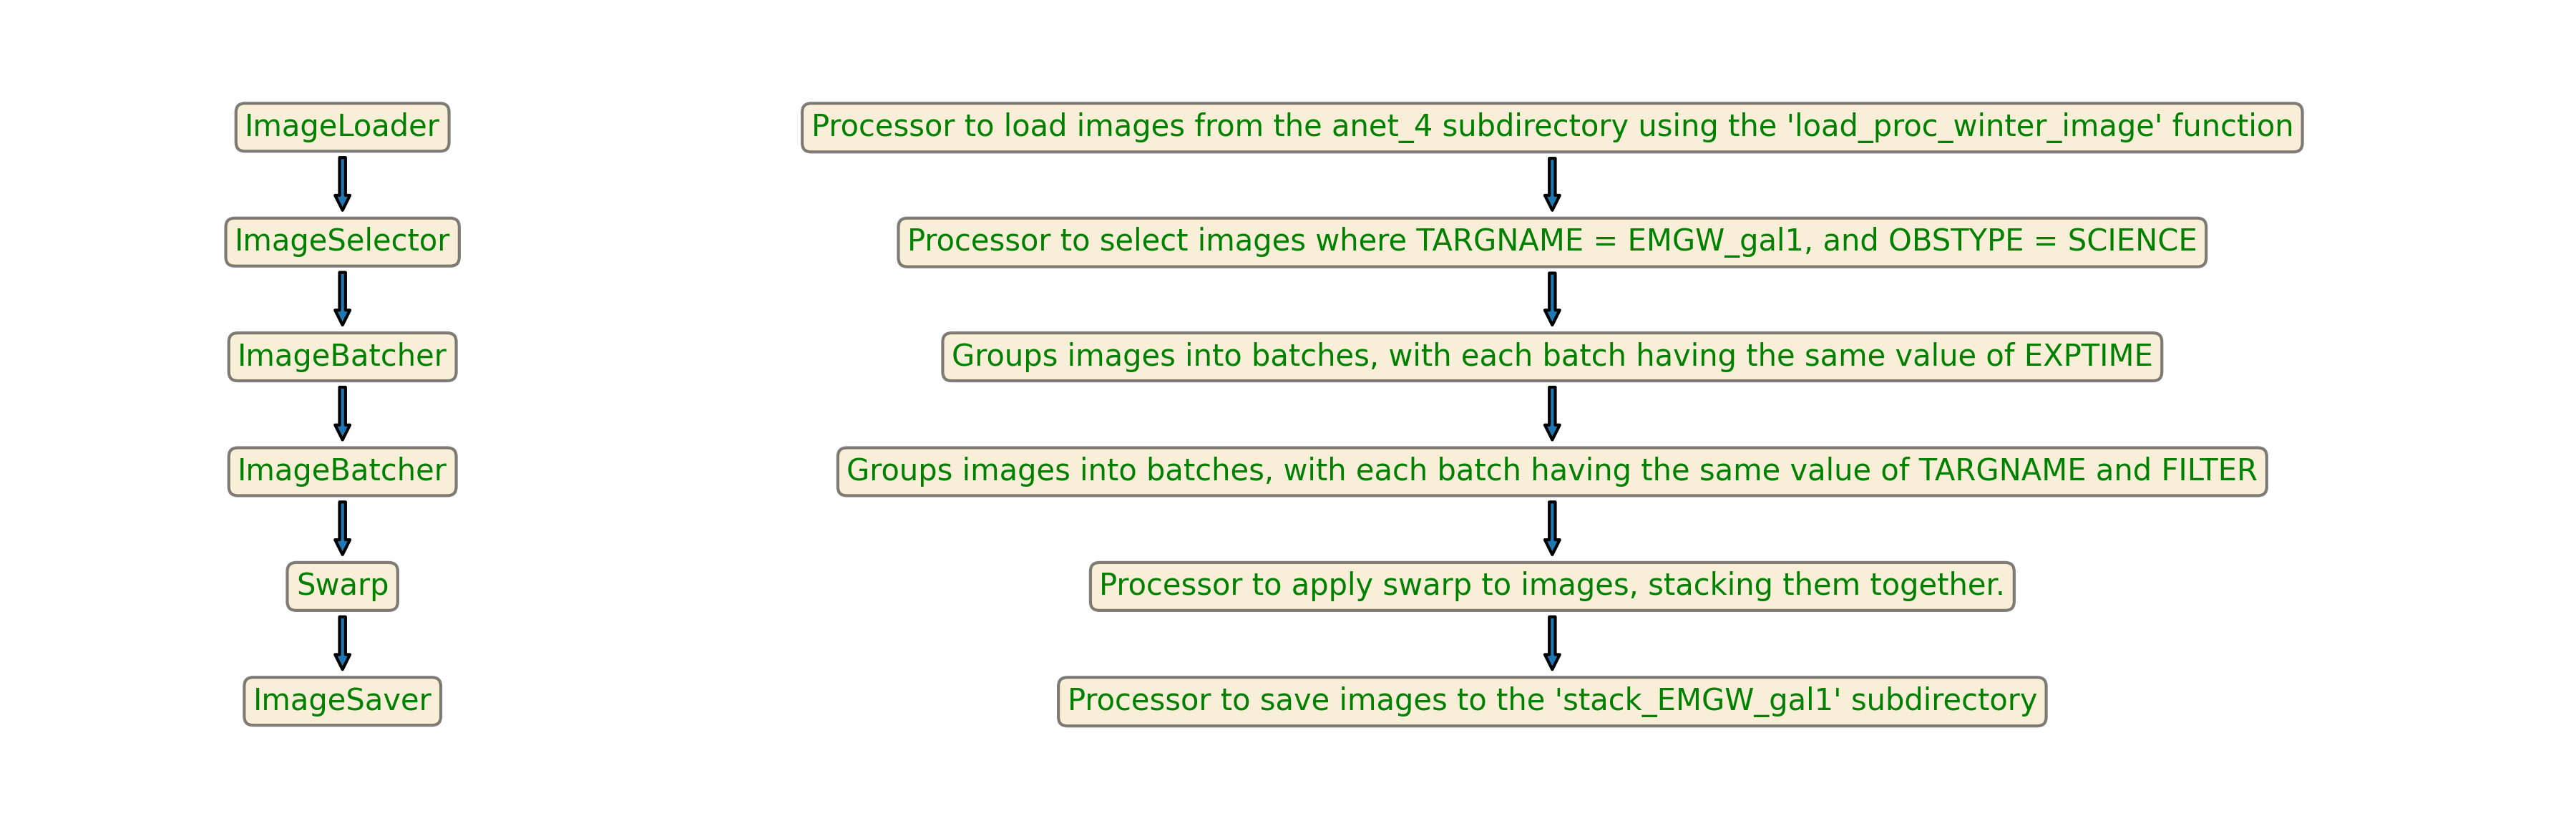 ImageLoader
Processor to load images from the anet_4 subdirectory using the 'load_proc_winter_image' function
ImageSelector
Processor to select images where TARGNAME = EMGW_gal1, and OBSTYPE = SCIENCE
ImageBatcher
Groups images into batches, with each batch having the same value of EXPTIME
ImageBatcher
Groups images into batches, with each batch having the same value of TARGNAME and FILTER
Swarp
Processor to apply swarp to images, stacking them together.
ImageSaver
Processor to save images to the 'stack_EMGW_gal1' subdirectory